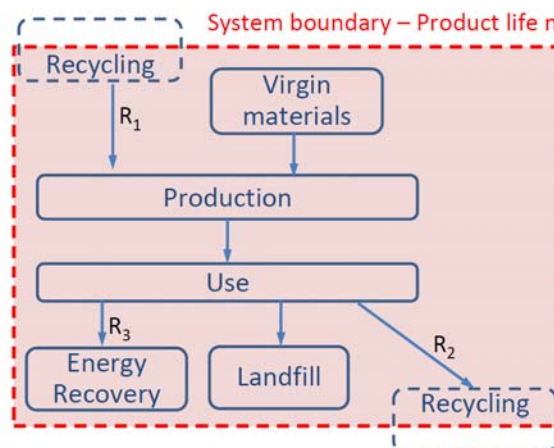 System boundary – Product life m
Recycling
Virgin
materials
R1
Production
Use
R3
R2
Energy
Recovery
Landfill
Recycling